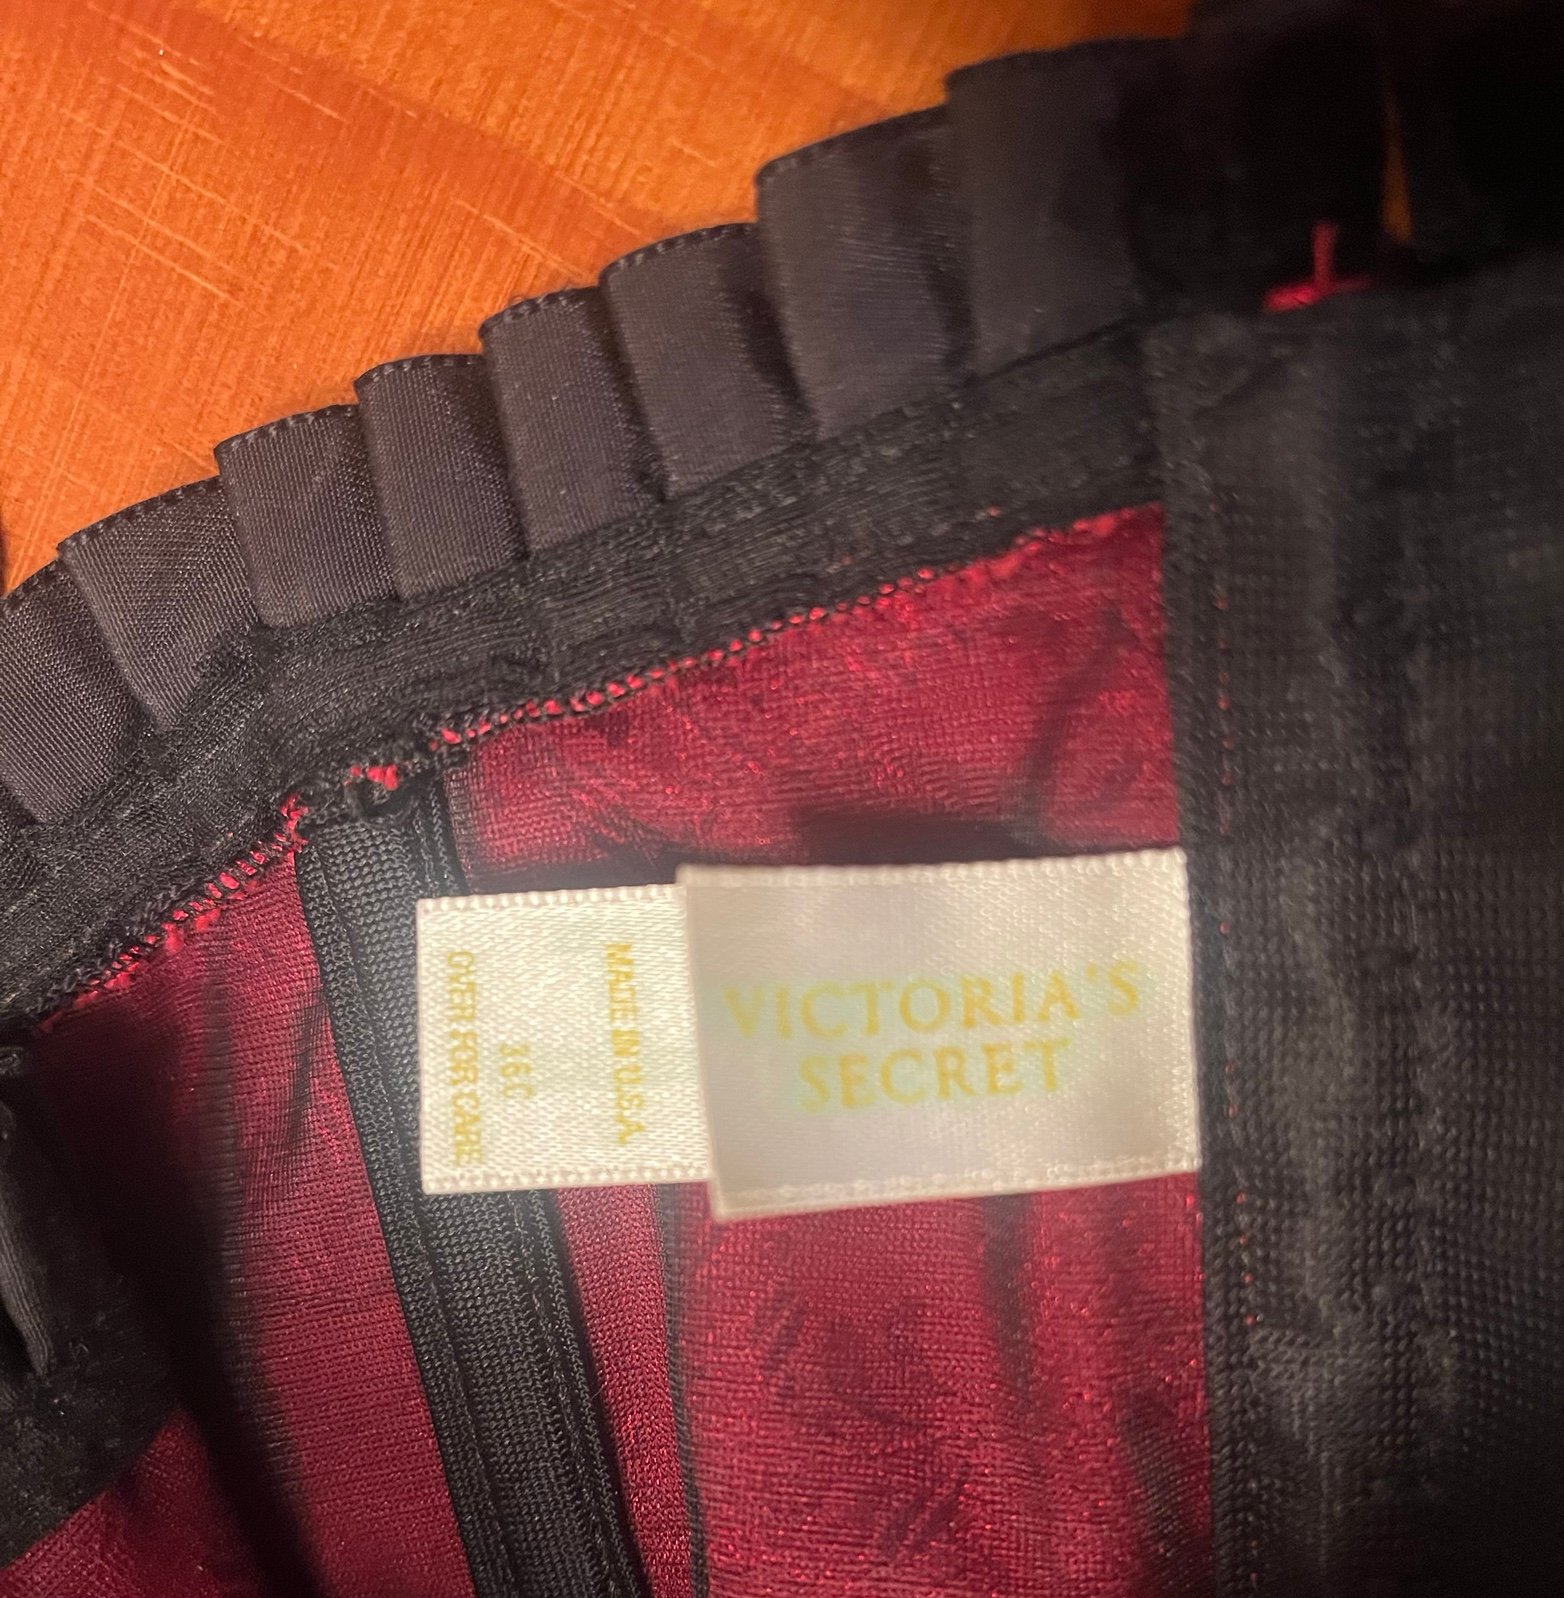 VICTORIA'S
SECRET
MADE IN U.S.A.
36C
OVER FOR CARE